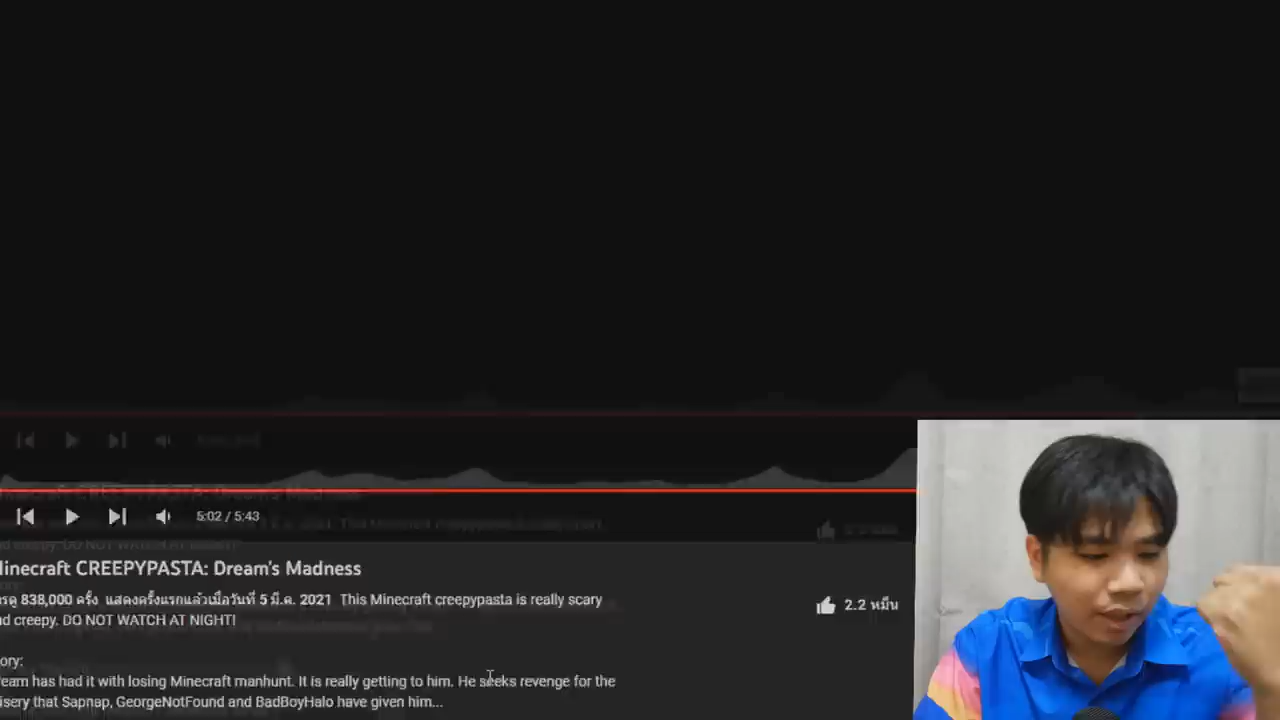 5:02 / 5:43
inecraft CREEPYPASTA: Dream's Madness
ารดู 838,000 ครั้ง แสดงครั้งแรกแล้วเมื่อวันที่ 5 มี.ค. 2021 This Minecraft creepypasta is really scary
2.2 หมื่น
nd creepy. DO NOT WATCH AT NIGHT!
ory:
ream has had it with losing Minecraft manhunt. It is really getting to him. He seeks revenge for the
isery that Sapnap, GeorgeNotFound and BadBoyHalo have given him...